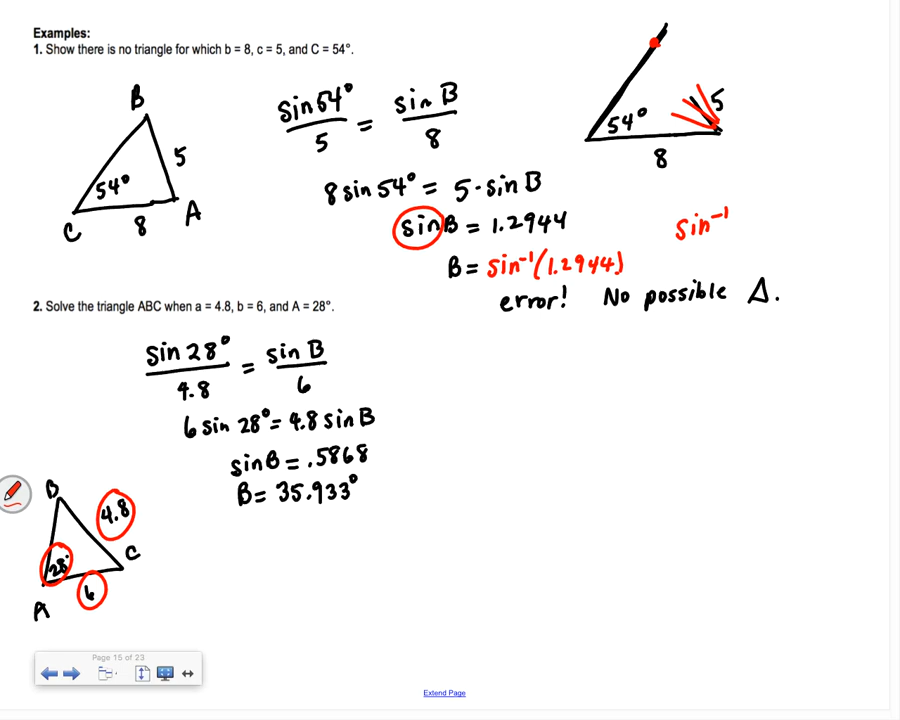 Examples:
1. Show there is no triangle for which b = 8, c = 5, and C = 54°.
B
5
54°
C
8
A
sin 54° / 5 = sin B / 8
8 sin 54° = 5 · sin B
sin B = 1.2944
B = sin⁻¹(1.2944)
error! No possible Δ.
54°
5
8
sin⁻¹
2. Solve the triangle ABC when a = 4.8, b = 6, and A = 28°.
sin 28° / 4.8 = sin B / 6
6 sin 28° = 4.8 sin B
sin B = .5868
B = 35.933°
B
4.8
C
28°
6
A
Page 15 of 23
Extend Page